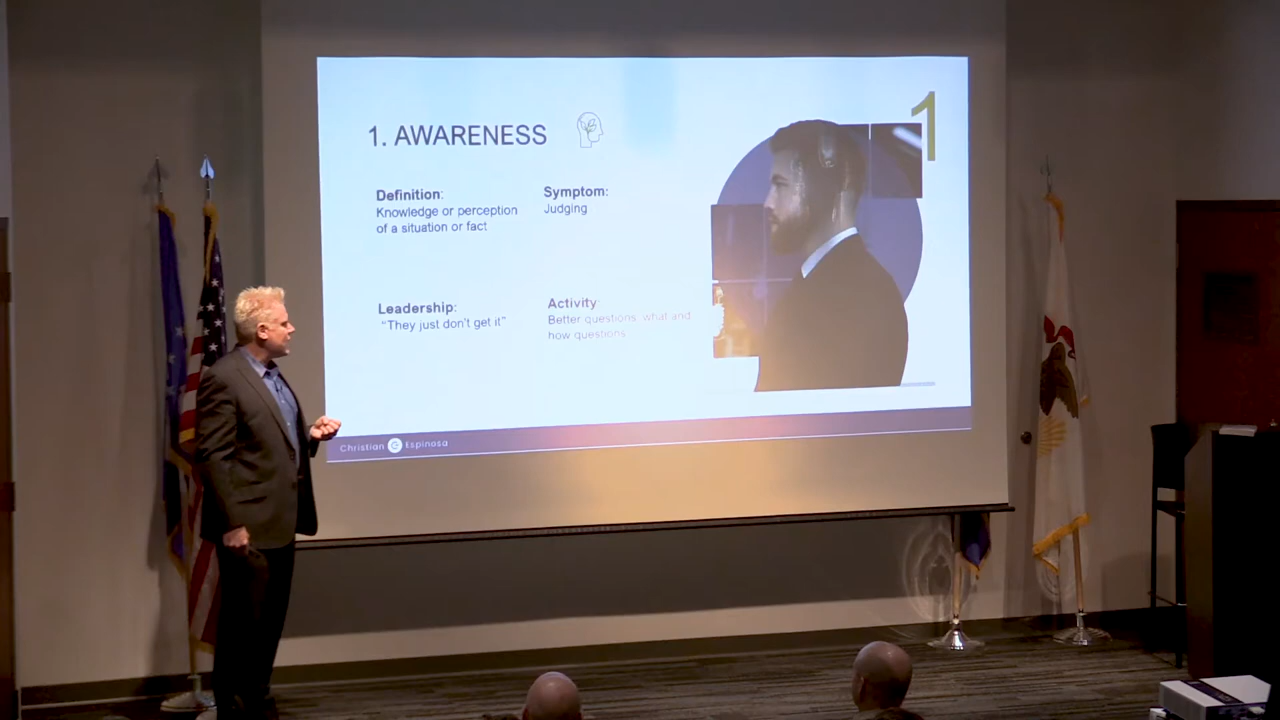 1
1. AWARENESS
Definition:
Knowledge or perception
of a situation or fact
Symptom:
Judging
Leadership:
"They just don't get it"
Activity
Better questions, what and
how questions
Christian Espinosa